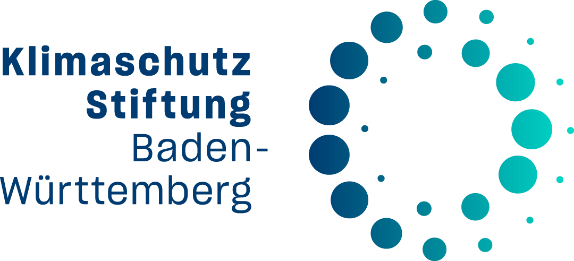 Klimaschutz
Stiftung
Baden-
Württemberg